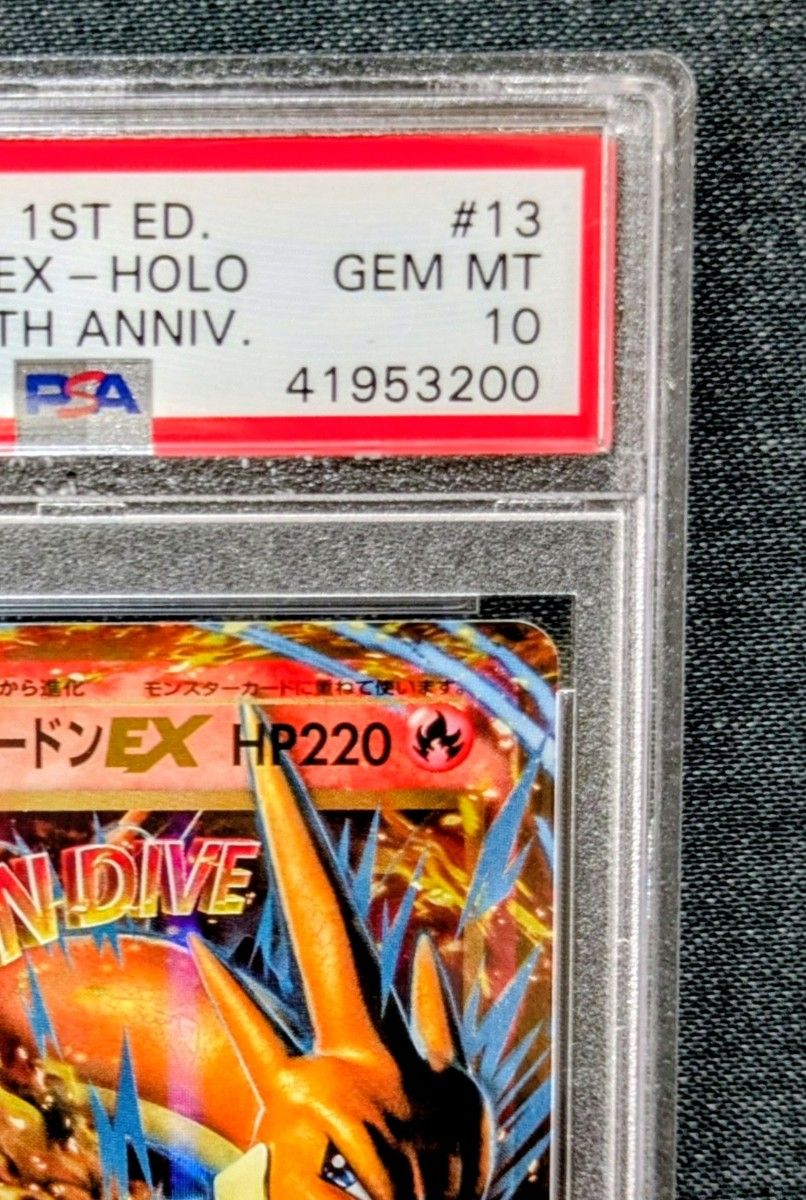 1ST ED. #13
EX-HOLO GEM MT
TH ANNIV. 10
PSA 41953200
から進化 モンスターカードに重ねて使います。
ードンEX HP220
N DIVE